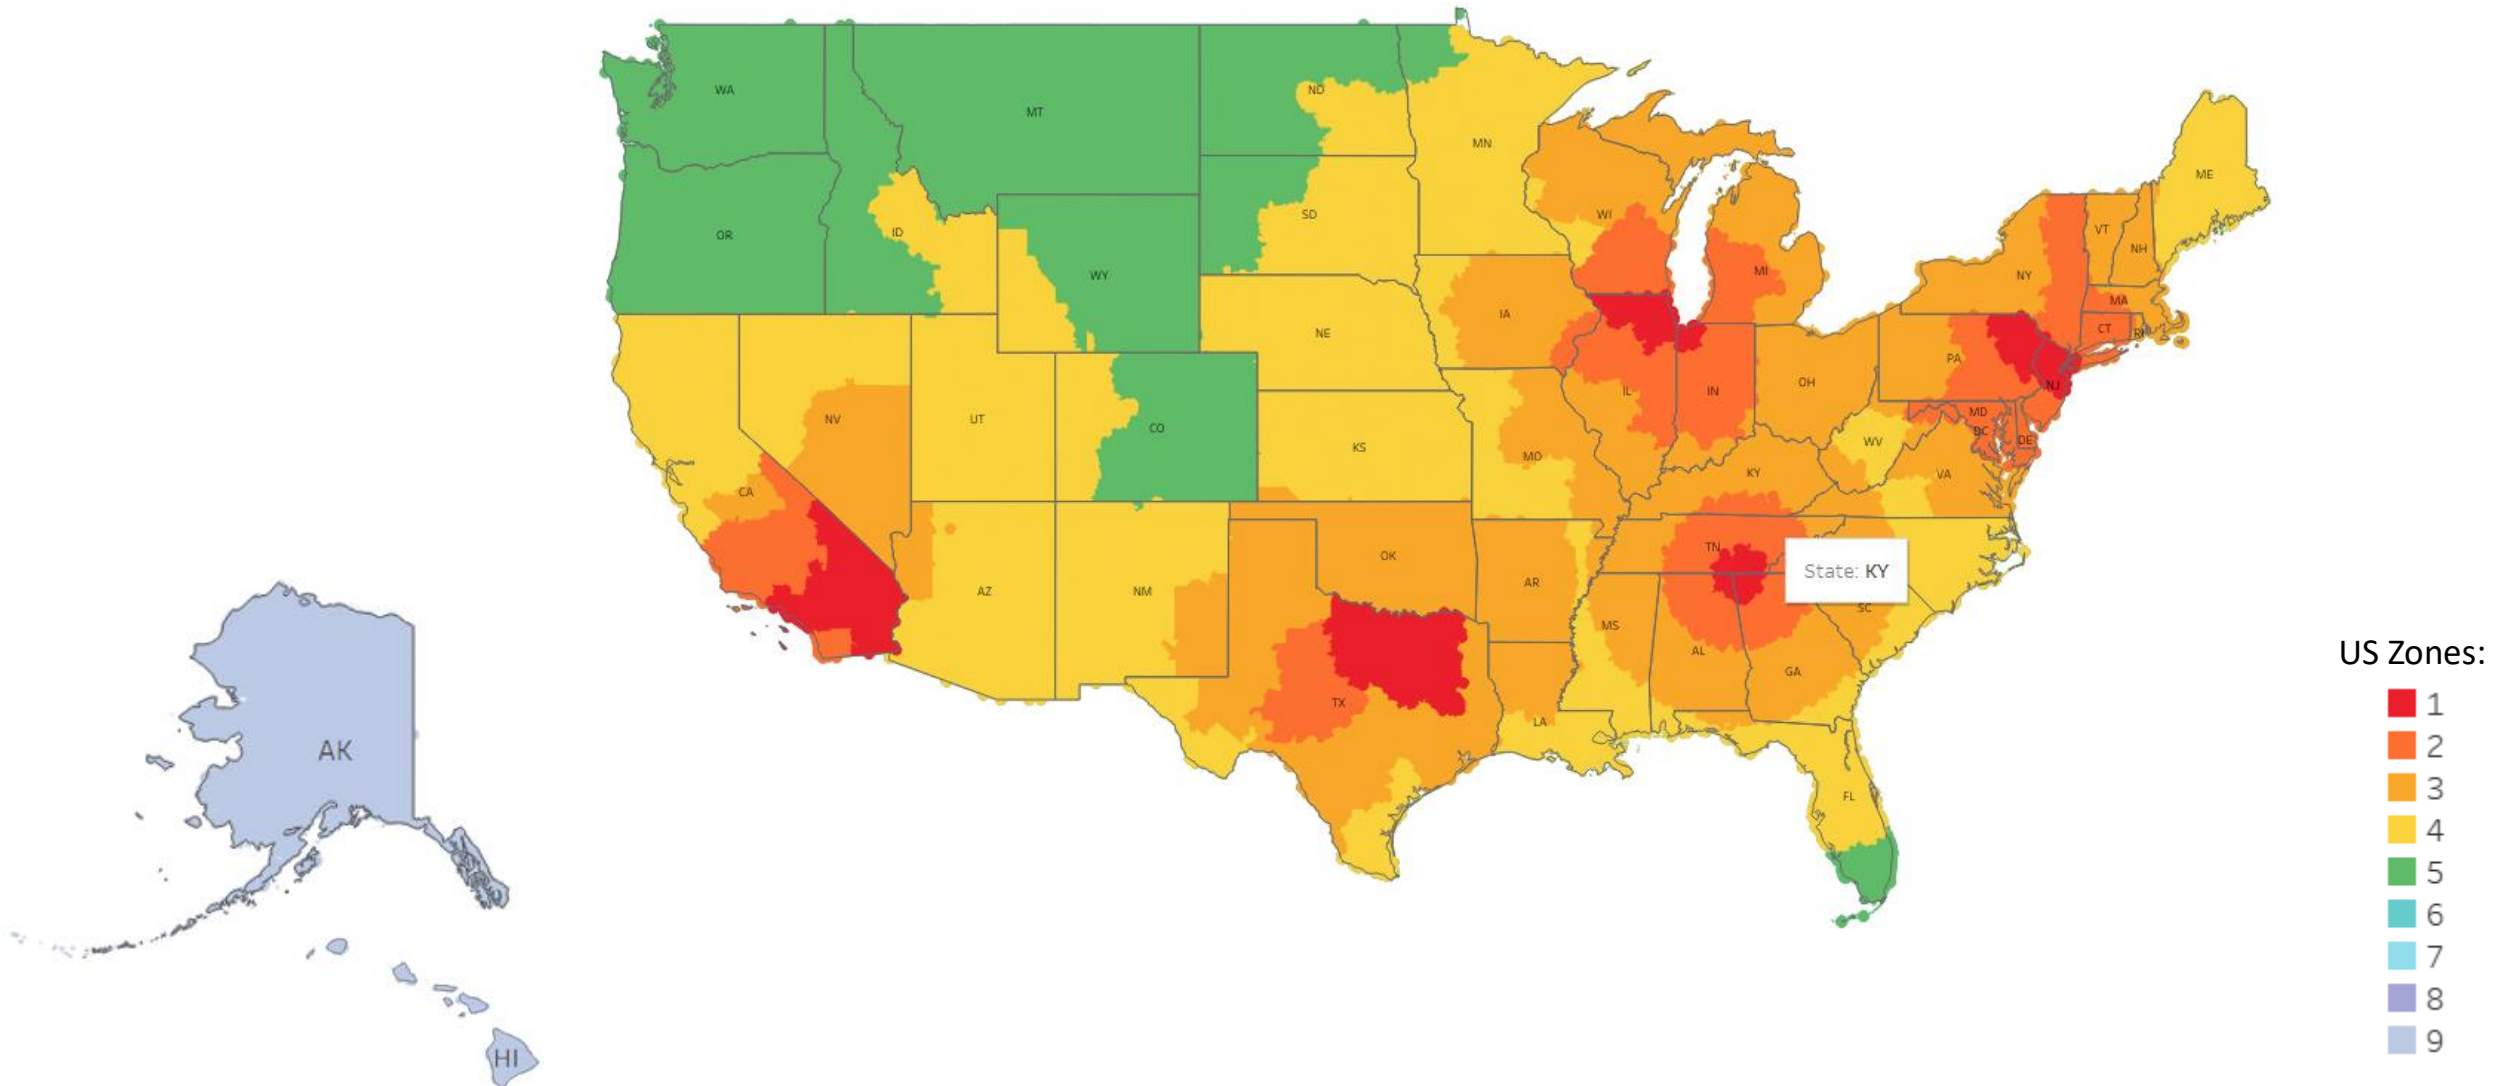 WA
MT
ND
MN
OR
ID
WY
SD
WI
MI
ME
VT
NH
NY
MA
CT
RI
IA
NE
PA
NJ
OH
IL
IN
NV
UT
CO
KS
MO
KY
WV
VA
MD
DC
DE
CA
AZ
NM
OK
AR
TN
State: KY
SC
MS
AL
GA
TX
LA
FL
AK
HI
US Zones:
1
2
3
4
5
6
7
8
9